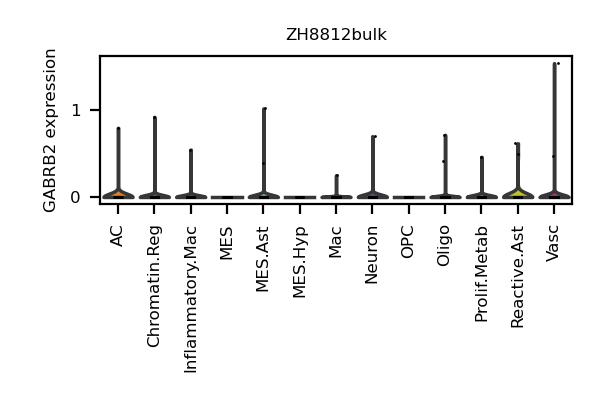 ZH8812bulk
GABRB2 expression
1
0
AC
Chromatin.Reg
Inflammatory.Mac
MES
MES.Ast
MES.Hyp
Mac
Neuron
OPC
Oligo
Prolif.Metab
Reactive.Ast
Vasc